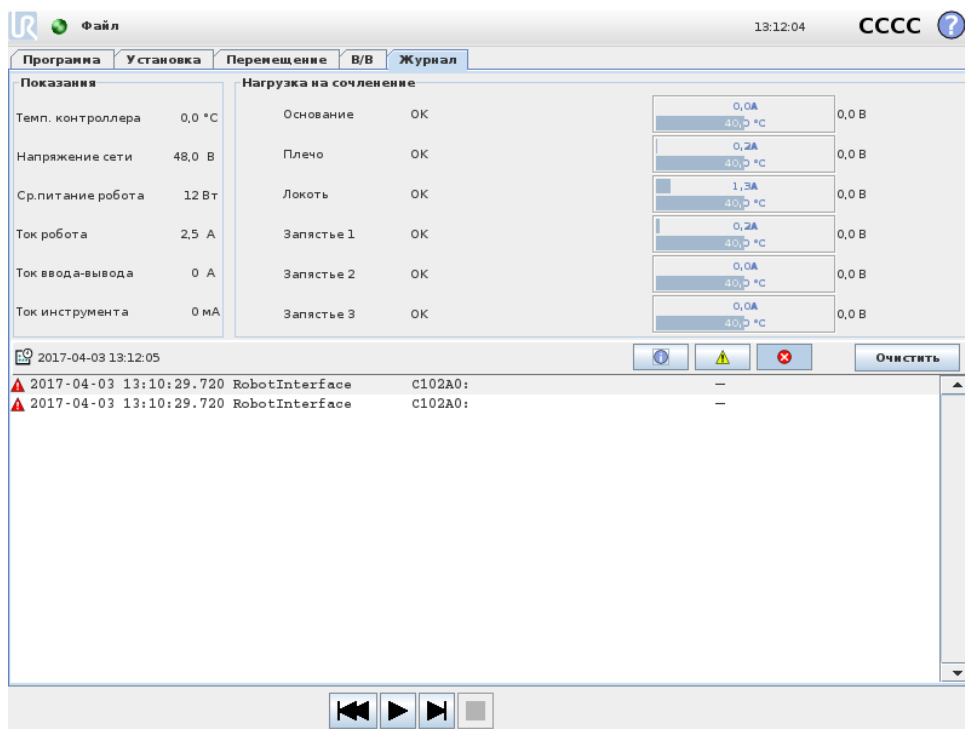 UR Файл 13:12:04 CCCC ?
Программа Установка Перемещение В/В Журнал
Показания
Темп. контроллера 0,0 °C
Напряжение сети 48,0 В
Ср.питание робота 12 Вт
Ток робота 2,5 А
Ток ввода-вывода 0 А
Ток инструмента 0 мА
Нагрузка на сочленение
Основание OK 0,0A 40,0 °C 0,0 В
Плечо OK 0,2A 40,0 °C 0,0 В
Локоть OK 1,3A 40,0 °C 0,0 В
Запястье 1 OK 0,2A 40,0 °C 0,0 В
Запястье 2 OK 0,0A 40,0 °C 0,0 В
Запястье 3 OK 0,0A 40,0 °C 0,0 В
2017-04-03 13:12:05 Очистить
2017-04-03 13:10:29.720 RobotInterface C102A0: —
2017-04-03 13:10:29.720 RobotInterface C102A0: —